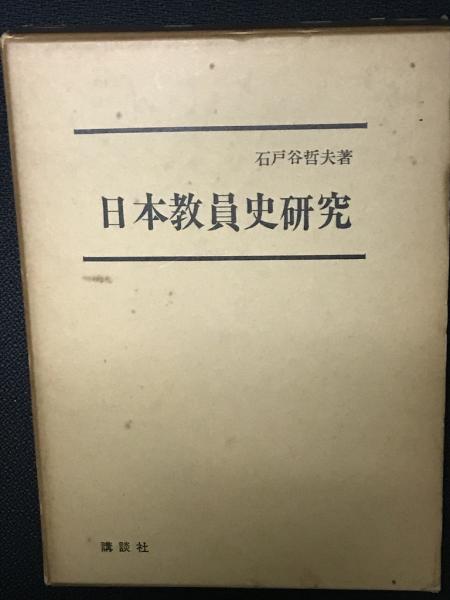 石戸谷哲夫著
日本教員史研究
講談社